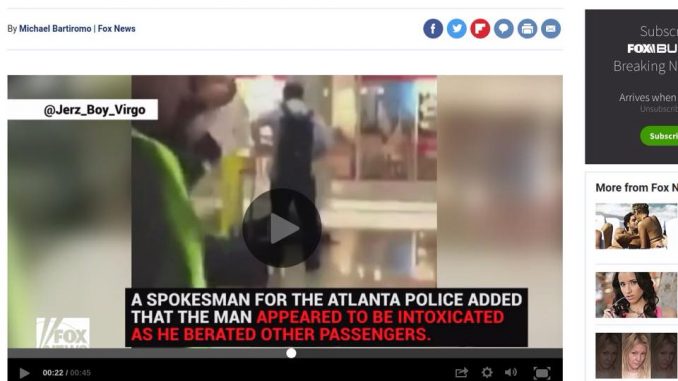 By Michael Bartiromo | Fox News
@Jerz_Boy_Virgo
A SPOKESMAN FOR THE ATLANTA POLICE ADDED
THAT THE MAN APPEARED TO BE INTOXICATED
AS HE BERATED OTHER PASSENGERS.
FOX
NEWS
00:22 / 00:45
Subscr
FOX BU
Breaking N
Arrives when
Unsubscri
Subscri
More from Fox N